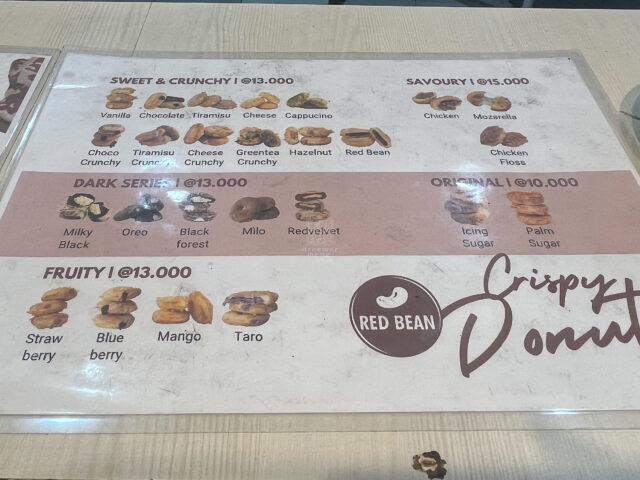 SWEET & CRUNCHY | @13.000
Vanilla Chocolate Tiramisu Cheese Cappucino
Choco Crunchy
Tiramisu Crunchy
Cheese Crunchy
Greentea Crunchy
Hazelnut
Red Bean
SAVOURY | @15.000
Chicken Mozarella
Chicken
Floss
DARK SERIES | @13.000
Milky
Black
Oreo
Black
forest
Milo
Redvelvet
ORIGINAL | @10.000
Icing
Sugar
Palm
Sugar
FRUITY | @13.000
Straw
berry
Blue
berry
Mango
Taro
RED BEAN
Crispy
Donut